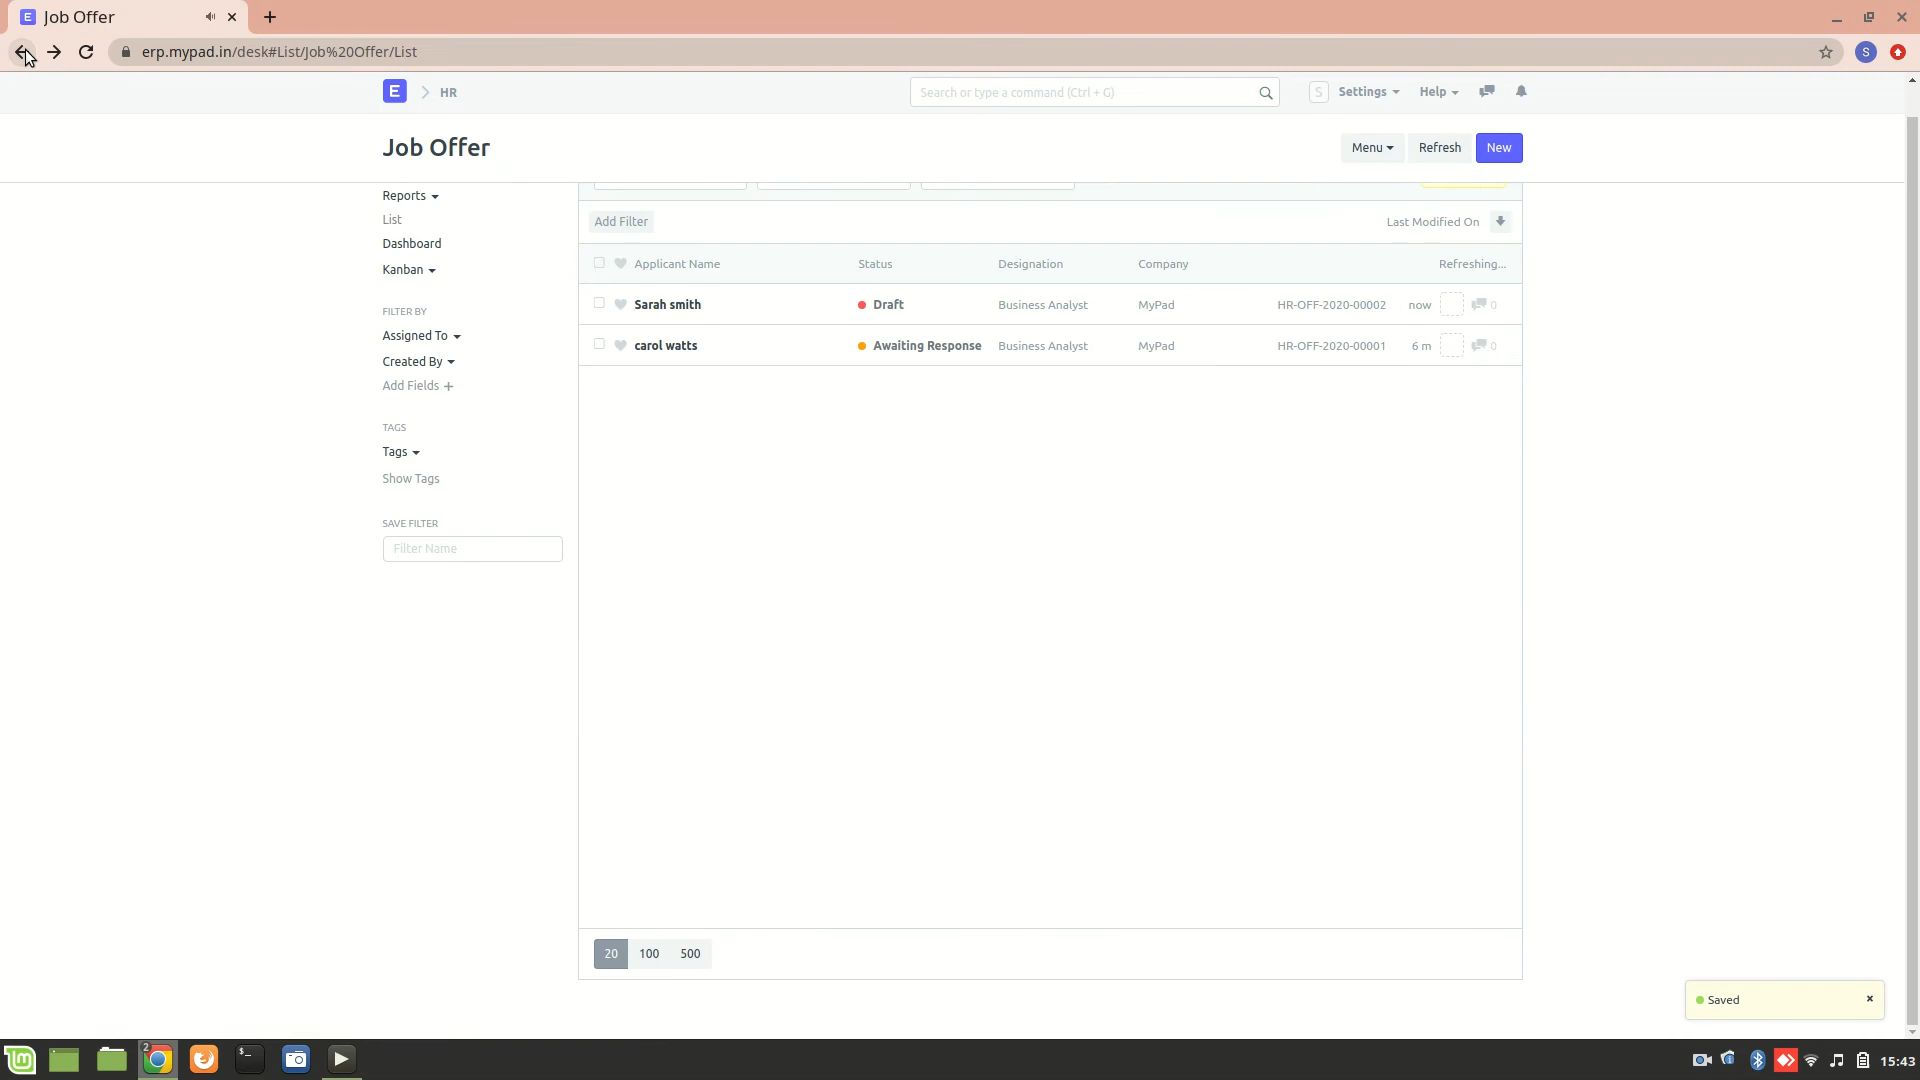 E Job Offer
erp.mypad.in/desk#List/Job%20Offer/List
S
E HR
Search or type a command (Ctrl + G)
S Settings Help
Job Offer
Menu Refresh New
Reports
List
Dashboard
Kanban
FILTER BY
Assigned To
Created By
Add Fields +
TAGS
Tags
Show Tags
SAVE FILTER
Filter Name
Add Filter Last Modified On
Applicant Name Status Designation Company Refreshing...
Sarah smith Draft Business Analyst MyPad HR-OFF-2020-00002 now 0
carol watts Awaiting Response Business Analyst MyPad HR-OFF-2020-00001 6 m 0
20 100 500
Saved
2
15:43